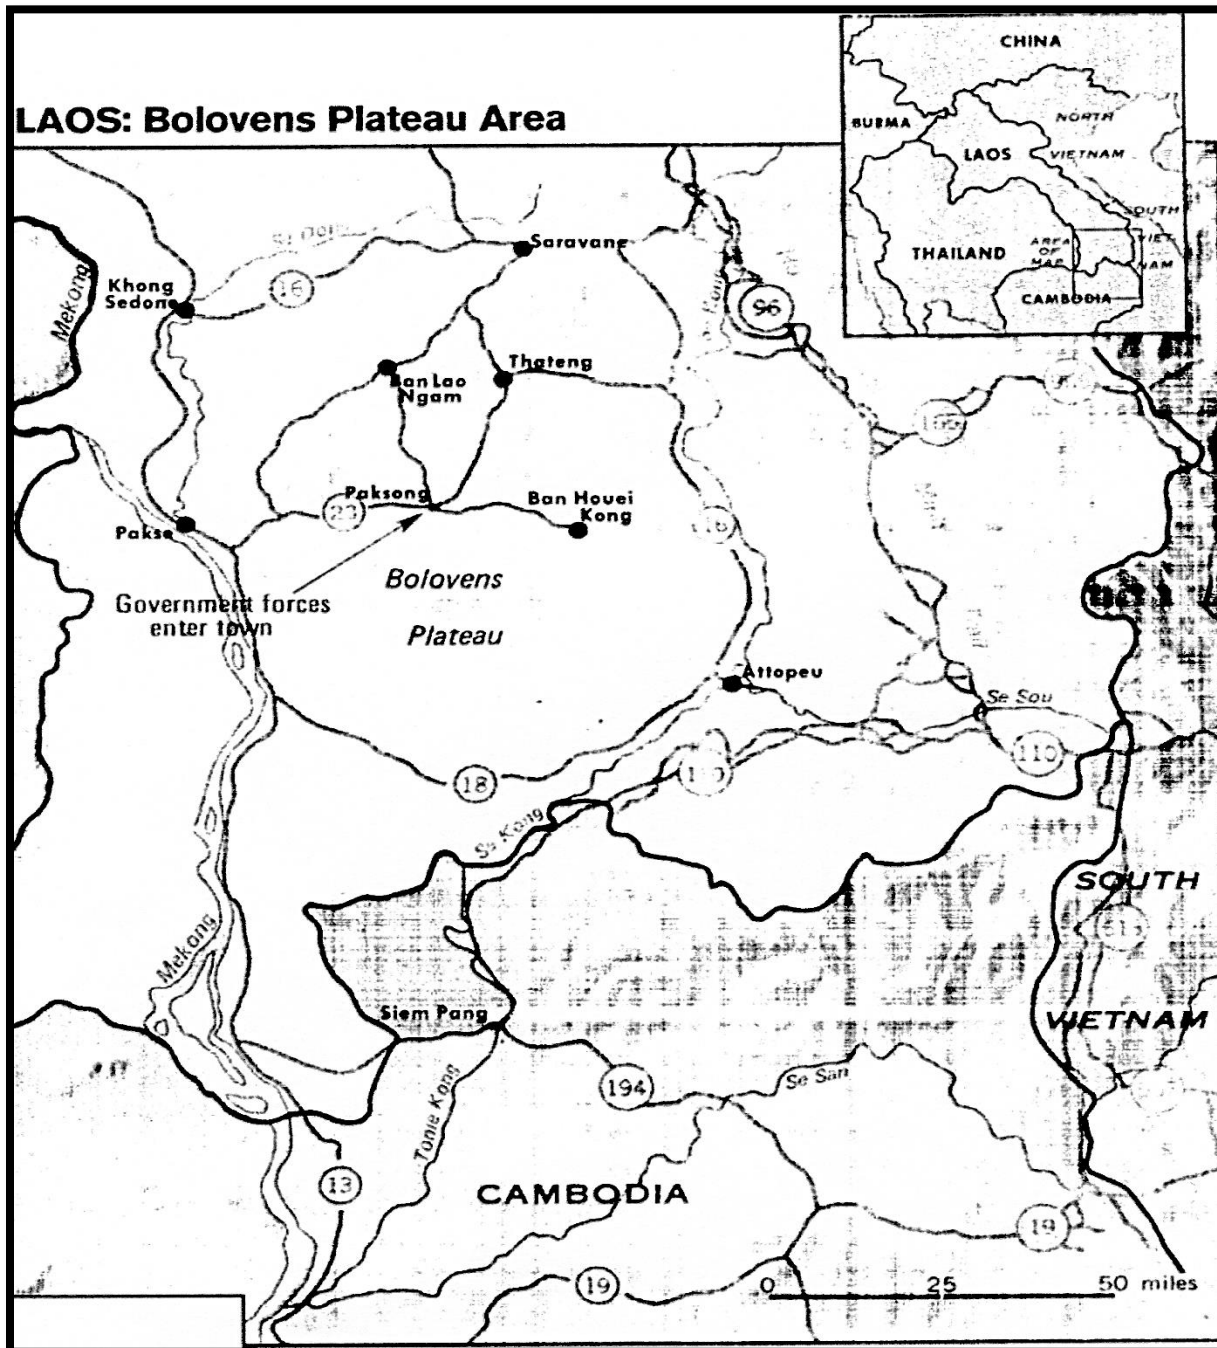 LAOS: Bolovens Plateau Area
CHINA
BURMA
NORTH
VIETNAM
LAOS
SOUTH
VIET-
NAM
THAILAND
AREA
OF
MAP
CAMBODIA
Mekong
Khong
Sedone
16
Saravane
96
Ban Lao
Ngam
Thateng
Paksong
23
Ban Houei
Kong
16
Pakse
Bolovens
Plateau
Government forces
enter town
Attopeu
Se Sou
110
110
18
Se Kong
SOUTH
VIETNAM
Mekong
Siem Pang
194
Se San
Tonle Kong
13
CAMBODIA
19
19
0 25 50 miles